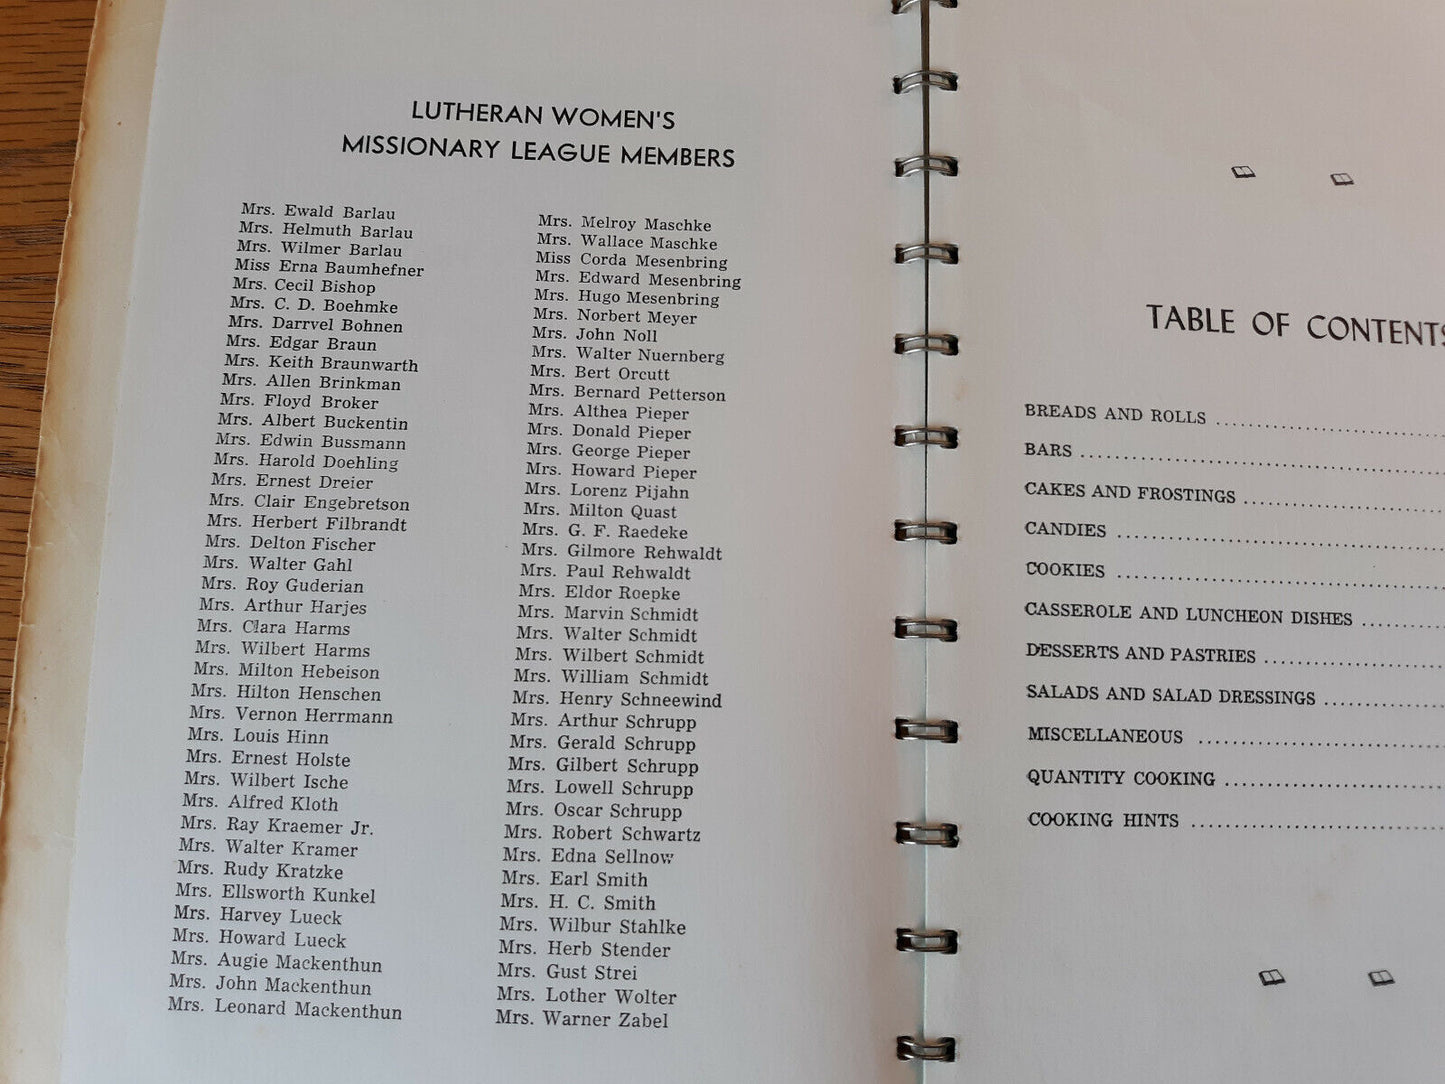 LUTHERAN WOMEN'S
MISSIONARY LEAGUE MEMBERS
Mrs. Ewald Barlau
Mrs. Helmuth Barlau
Mrs. Wilmer Barlau
Miss Erna Baumhefner
Mrs. Cecil Bishop
Mrs. C. D. Boehmke
Mrs. Darrvel Bohnen
Mrs. Edgar Braun
Mrs. Keith Braunwarth
Mrs. Allen Brinkman
Mrs. Floyd Broker
Mrs. Albert Buckentin
Mrs. Edwin Bussmann
Mrs. Harold Doehling
Mrs. Ernest Dreier
Mrs. Clair Engebretson
Mrs. Herbert Filbrandt
Mrs. Delton Fischer
Mrs. Walter Gahl
Mrs. Roy Guderian
Mrs. Arthur Harjes
Mrs. Clara Harms
Mrs. Wilbert Harms
Mrs. Milton Hebeison
Mrs. Hilton Henschen
Mrs. Vernon Herrmann
Mrs. Louis Hinn
Mrs. Ernest Holste
Mrs. Wilbert Ische
Mrs. Alfred Kloth
Mrs. Ray Kraemer Jr.
Mrs. Walter Kramer
Mrs. Rudy Kratzke
Mrs. Ellsworth Kunkel
Mrs. Harvey Lueck
Mrs. Howard Lueck
Mrs. Augie Mackenthun
Mrs. John Mackenthun
Mrs. Leonard Mackenthun
Mrs. Melroy Maschke
Mrs. Wallace Maschke
Miss Corda Mesenbring
Mrs. Edward Mesenbring
Mrs. Hugo Mesenbring
Mrs. Norbert Meyer
Mrs. John Noll
Mrs. Walter Nuernberg
Mrs. Bert Orcutt
Mrs. Bernard Petterson
Mrs. Althea Pieper
Mrs. Donald Pieper
Mrs. George Pieper
Mrs. Howard Pieper
Mrs. Lorenz Pijahn
Mrs. Milton Quast
Mrs. G. F. Raedeke
Mrs. Gilmore Rehwaldt
Mrs. Paul Rehwaldt
Mrs. Eldor Roepke
Mrs. Marvin Schmidt
Mrs. Walter Schmidt
Mrs. Wilbert Schmidt
Mrs. William Schmidt
Mrs. Henry Schneewind
Mrs. Arthur Schrupp
Mrs. Gerald Schrupp
Mrs. Gilbert Schrupp
Mrs. Lowell Schrupp
Mrs. Oscar Schrupp
Mrs. Robert Schwartz
Mrs. Edna Sellnow
Mrs. Earl Smith
Mrs. H. C. Smith
Mrs. Wilbur Stahlke
Mrs. Herb Stender
Mrs. Gust Strei
Mrs. Lother Wolter
Mrs. Warner Zabel
TABLE OF CONTENTS
BREADS AND ROLLS
BARS
CAKES AND FROSTINGS
CANDIES
COOKIES
CASSEROLE AND LUNCHEON DISHES
DESSERTS AND PASTRIES
SALADS AND SALAD DRESSINGS
MISCELLANEOUS
QUANTITY COOKING
COOKING HINTS